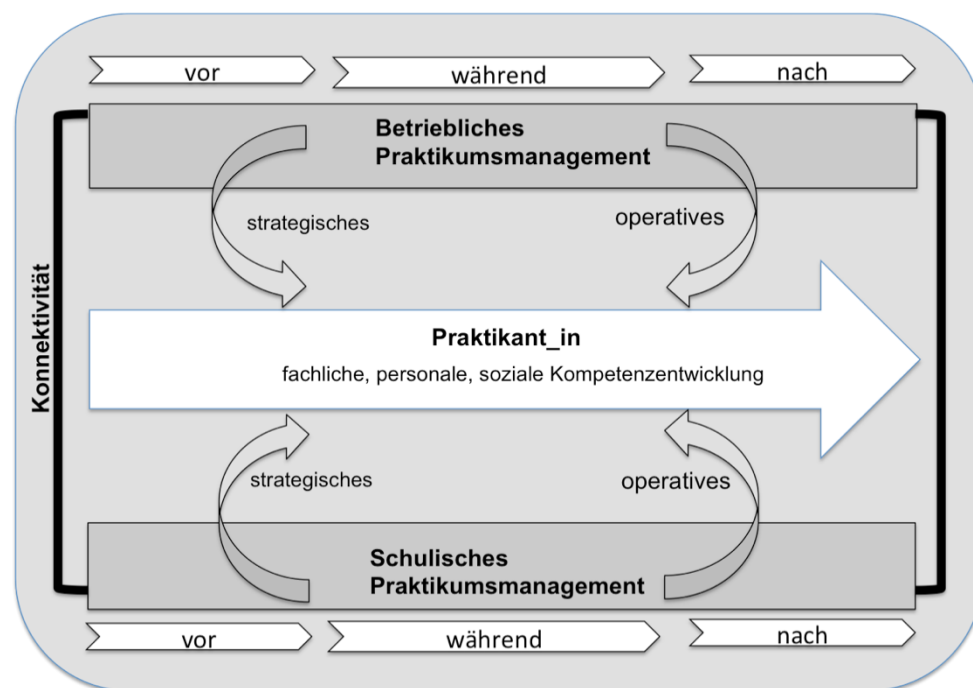 vor
während
nach
Betriebliches
Praktikumsmanagement
strategisches
operatives
Konnektivität
Praktikant_in
fachliche, personale, soziale Kompetenzentwicklung
strategisches
operatives
Schulisches
Praktikumsmanagement
vor
während
nach